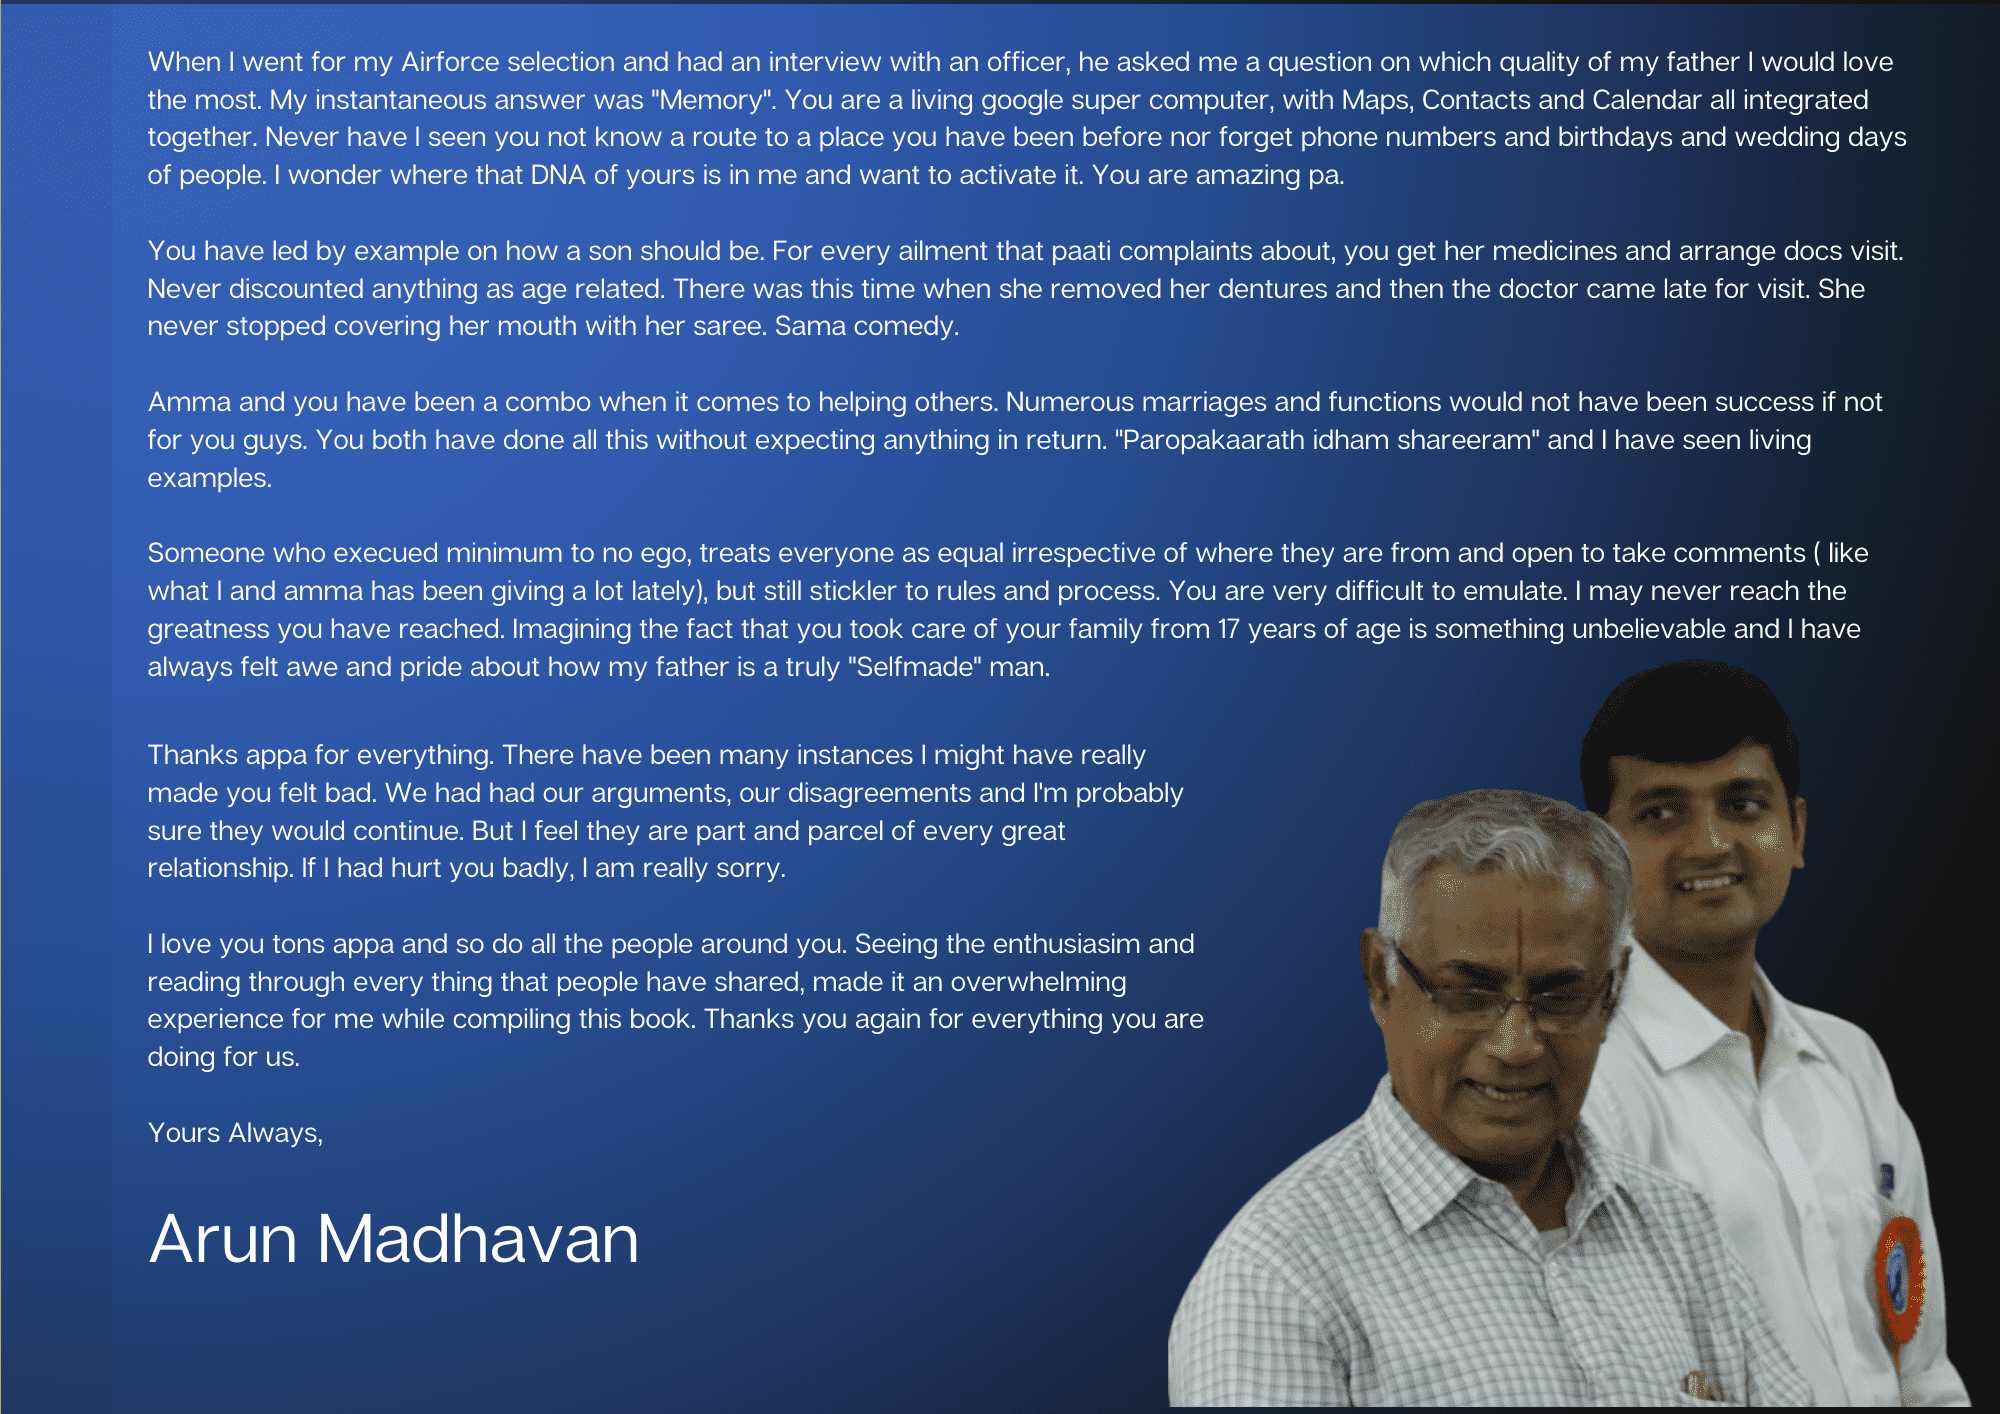 When I went for my Airforce selection and had an interview with an officer, he asked me a question on which quality of my father I would love
the most. My instantaneous answer was "Memory". You are a living google super computer, with Maps, Contacts and Calendar all integrated
together. Never have I seen you not know a route to a place you have been before nor forget phone numbers and birthdays and wedding days
of people. I wonder where that DNA of yours is in me and want to activate it. You are amazing pa.
You have led by example on how a son should be. For every ailment that paati complaints about, you get her medicines and arrange docs visit.
Never discounted anything as age related. There was this time when she removed her dentures and then the doctor came late for visit. She
never stopped covering her mouth with her saree. Sama comedy.
Amma and you have been a combo when it comes to helping others. Numerous marriages and functions would not have been success if not
for you guys. You both have done all this without expecting anything in return. "Paropakaarath idham shareeram" and I have seen living
examples.
Someone who execued minimum to no ego, treats everyone as equal irrespective of where they are from and open to take comments ( like
what I and amma has been giving a lot lately), but still stickler to rules and process. You are very difficult to emulate. I may never reach the
greatness you have reached. Imagining the fact that you took care of your family from 17 years of age is something unbelievable and I have
always felt awe and pride about how my father is a truly "Selfmade" man.
Thanks appa for everything. There have been many instances I might have really
made you felt bad. We had had our arguments, our disagreements and I'm probably
sure they would continue. But I feel they are part and parcel of every great
relationship. If I had hurt you badly, I am really sorry.
I love you tons appa and so do all the people around you. Seeing the enthusiasim and
reading through every thing that people have shared, made it an overwhelming
experience for me while compiling this book. Thanks you again for everything you are
doing for us.
Yours Always,
Arun Madhavan